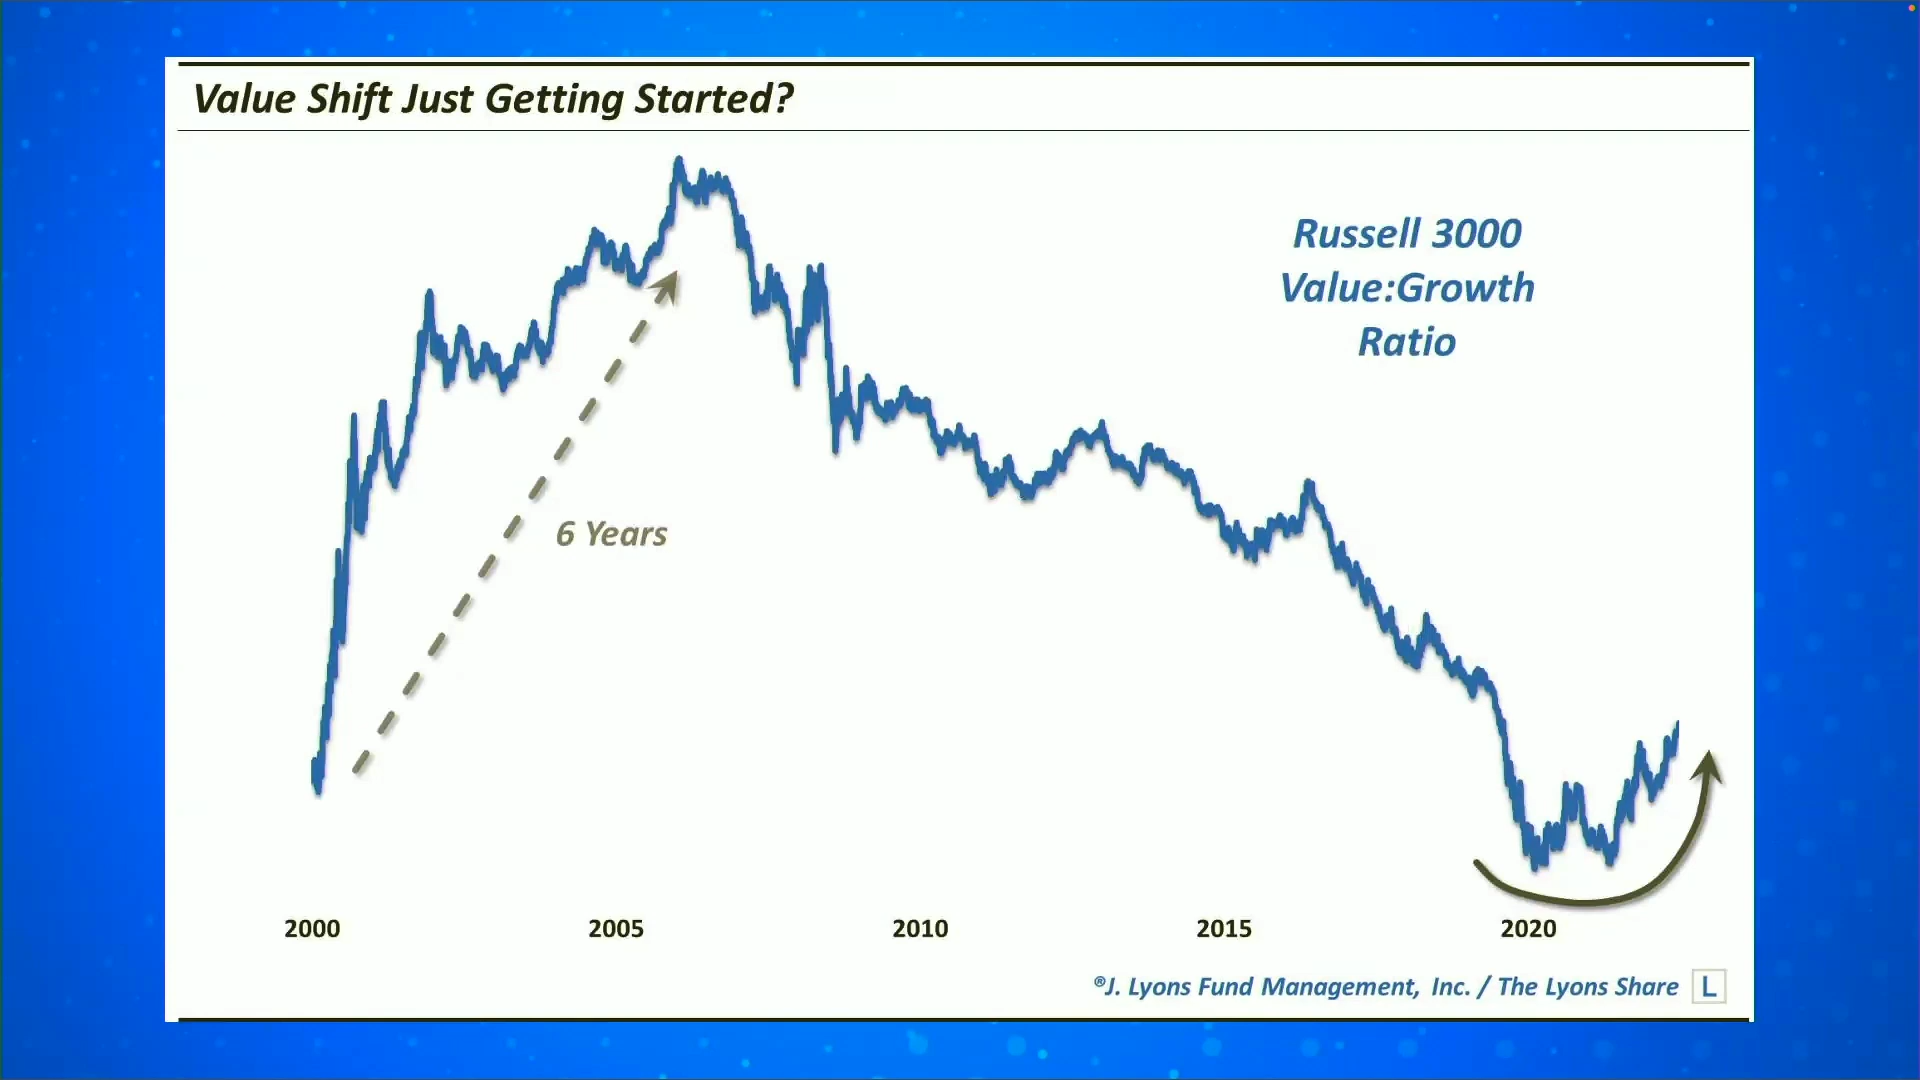 Value Shift Just Getting Started?
Russell 3000
Value:Growth
Ratio
6 Years
2000 2005 2010 2015 2020
®J. Lyons Fund Management, Inc. / The Lyons Share L